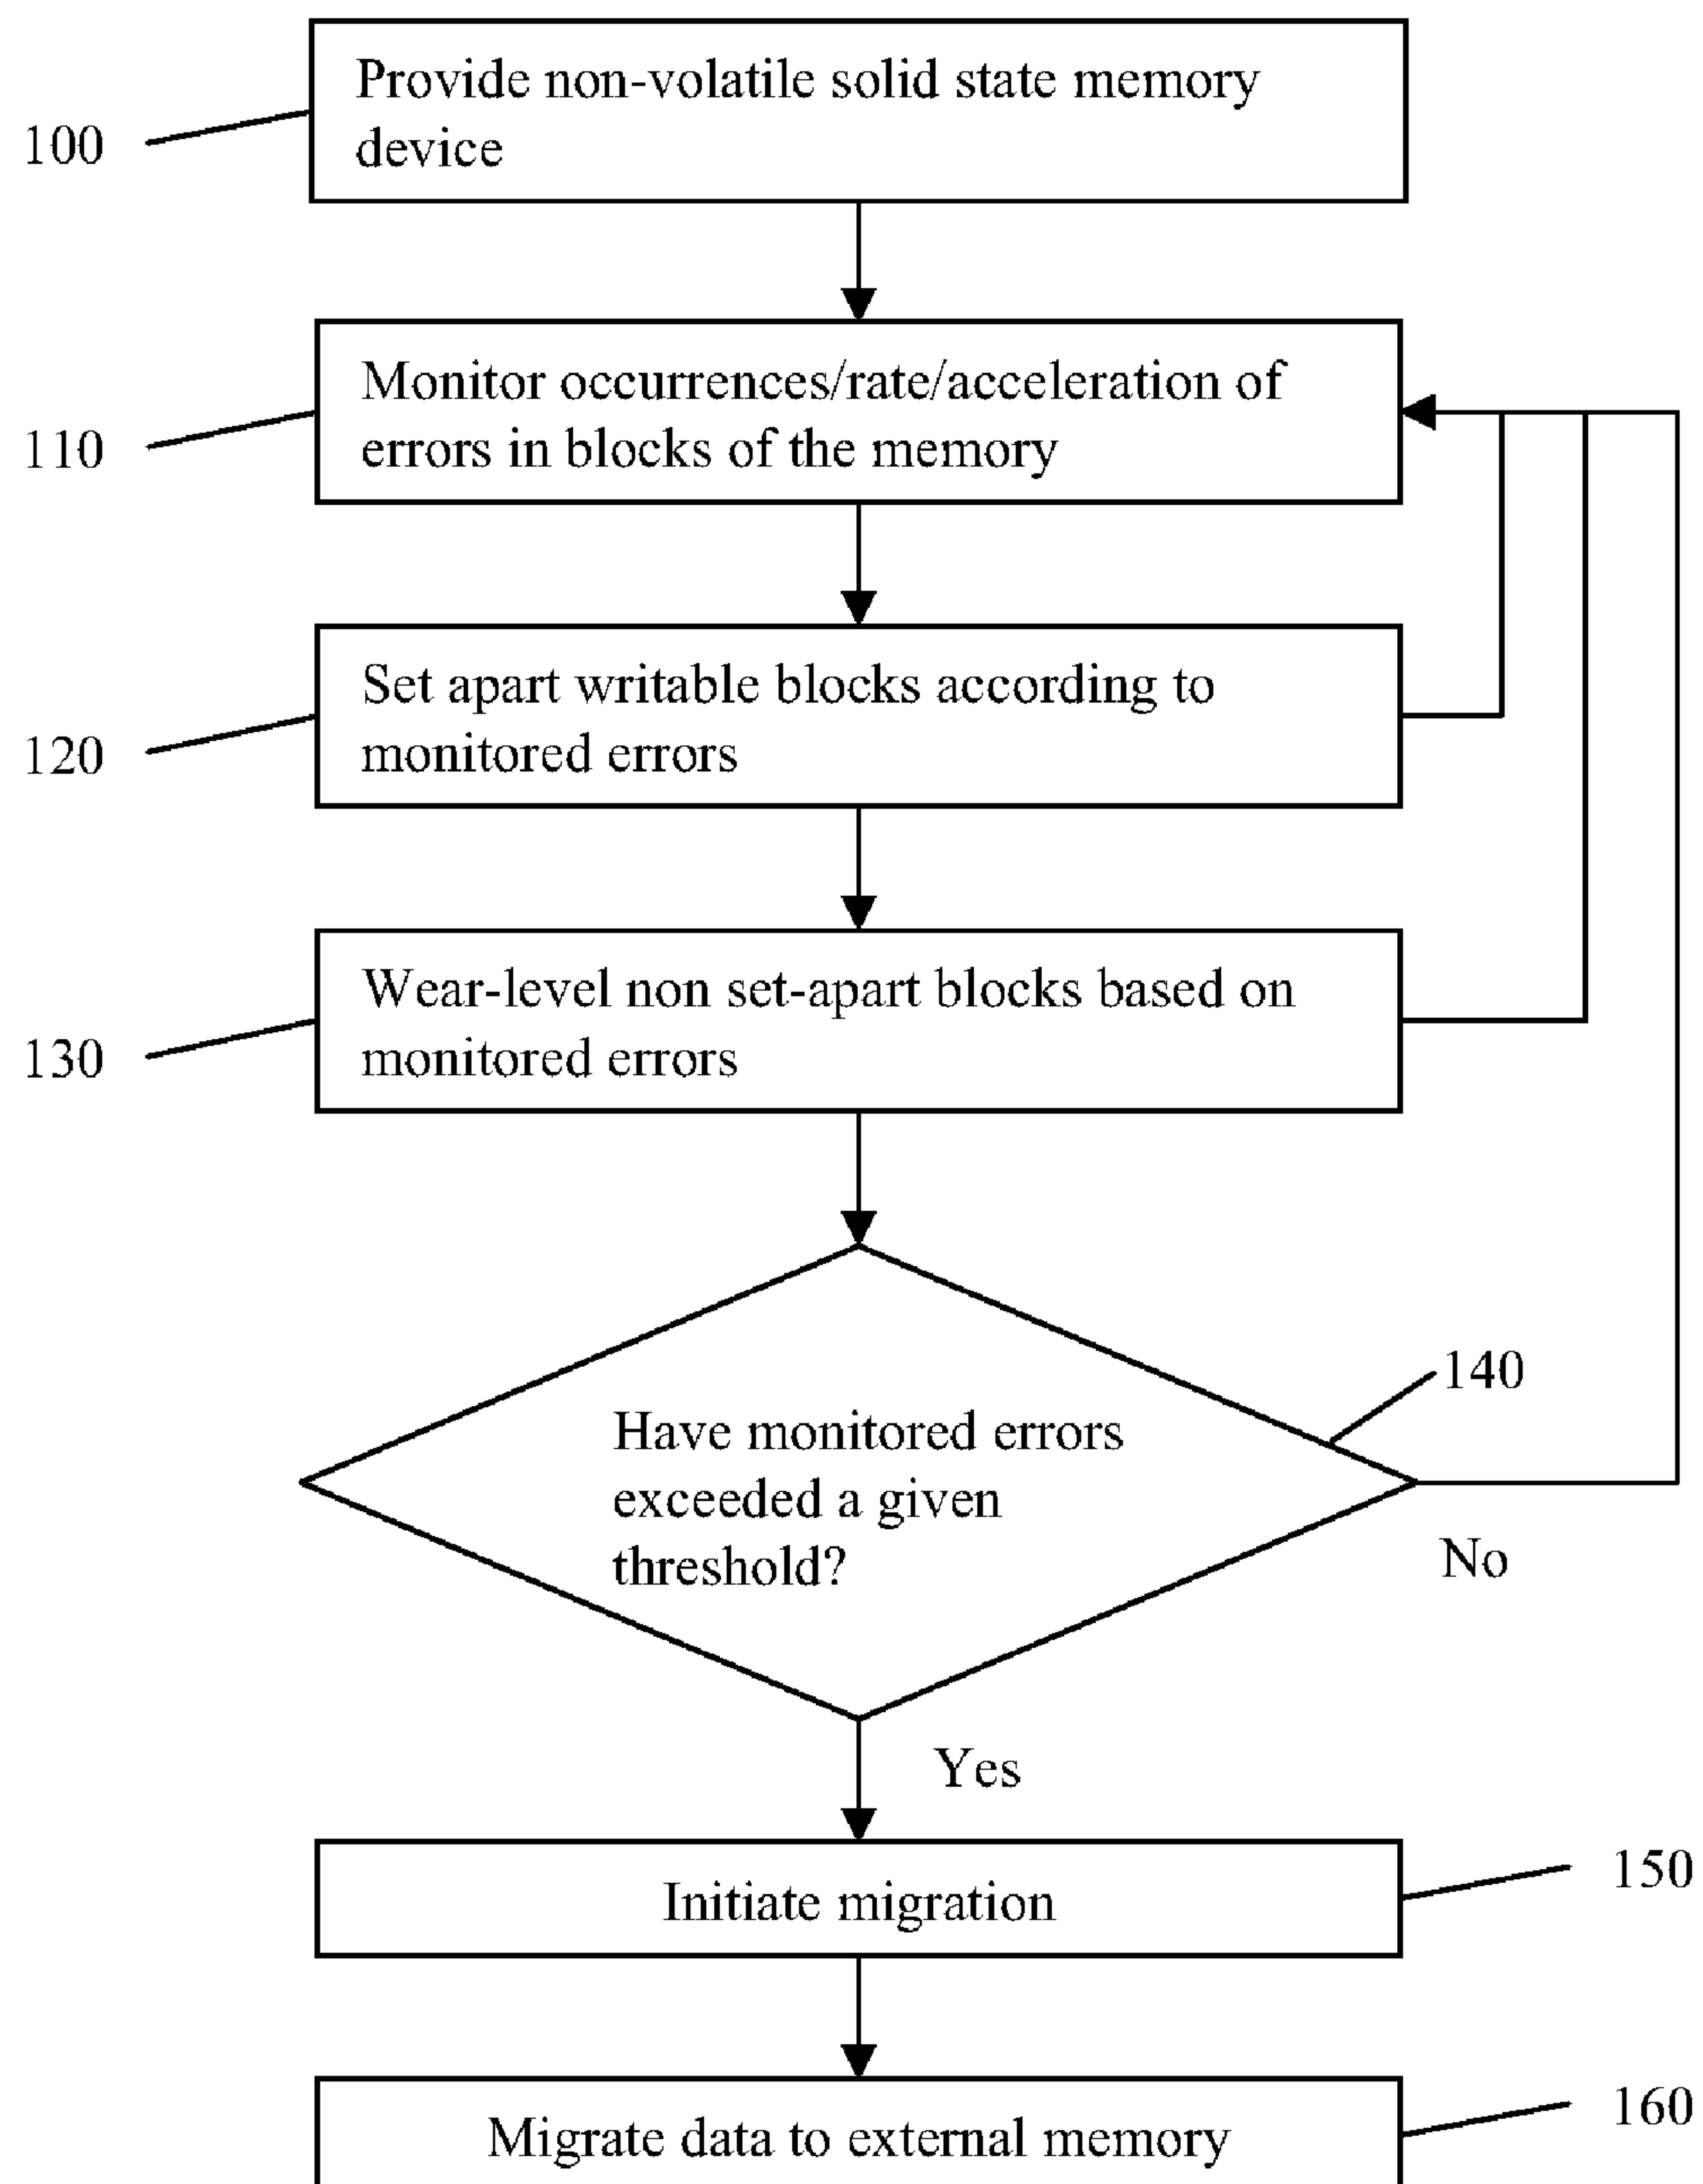 Provide non-volatile solid state memory
device
100
Monitor occurrences/rate/acceleration of
errors in blocks of the memory
110
Set apart writable blocks according to
monitored errors
120
Wear-level non set-apart blocks based on
monitored errors
130
140
Have monitored errors
exceeded a given
threshold?
No
Yes
Initiate migration
150
Migrate data to external memory
160